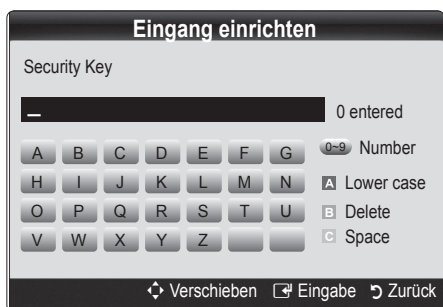 Eingang einrichten
Security Key
_
0 entered
A B C D E F G 0~9 Number
H I J K L M N A Lower case
O P Q R S T U B Delete
V W X Y Z C Space
Verschieben Eingabe Zurück